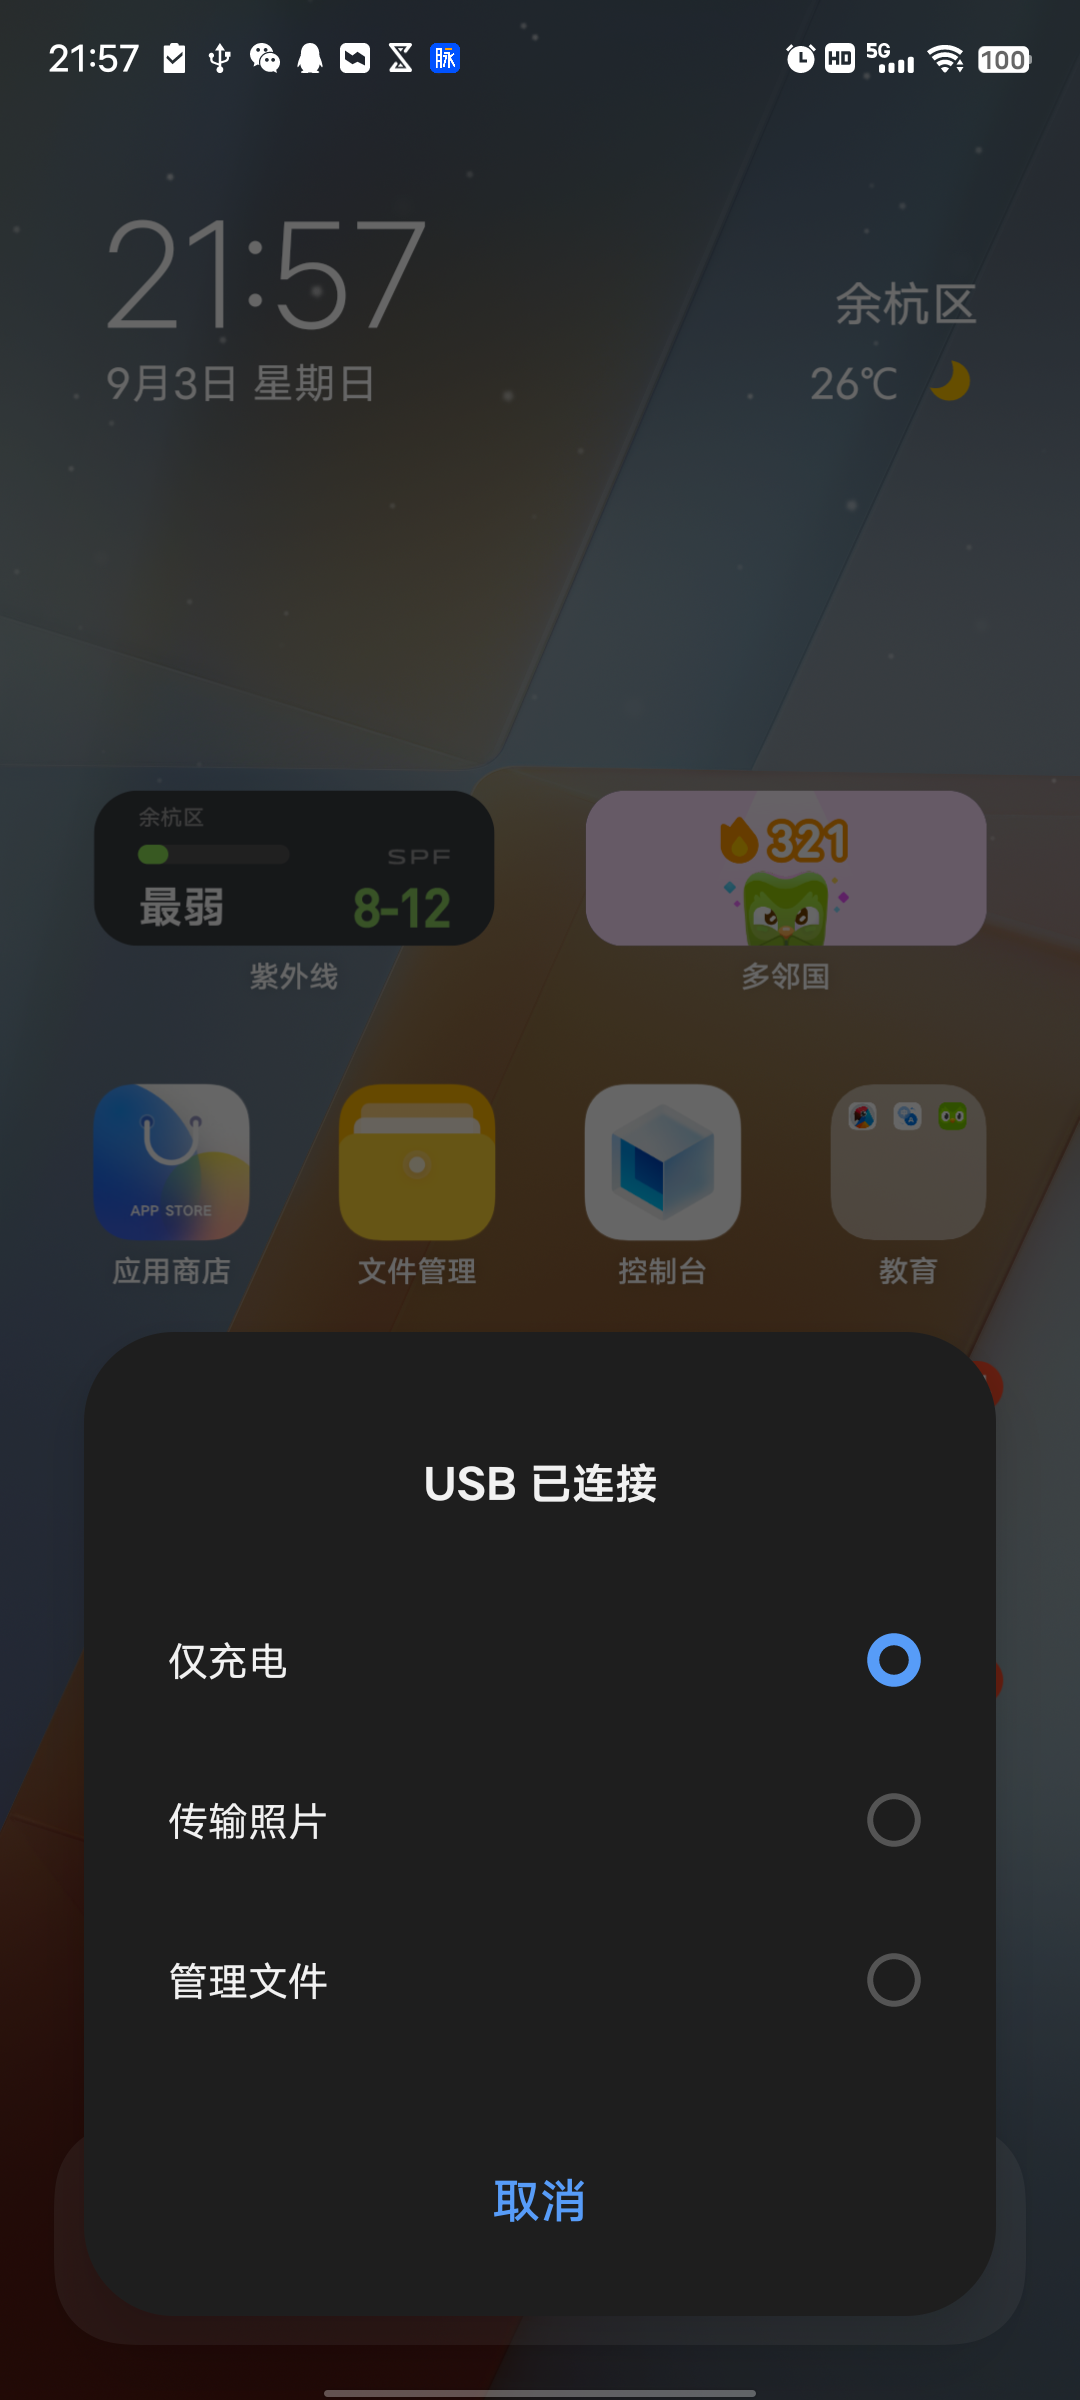 21:57
脉
HD
5G
100
21:57
9月3日 星期日
余杭区
26℃
余杭区
SPF
最弱
8-12
紫外线
321
多邻国
APP STORE
应用商店
文件管理
控制台
教育
USB 已连接
仅充电
传输照片
管理文件
取消